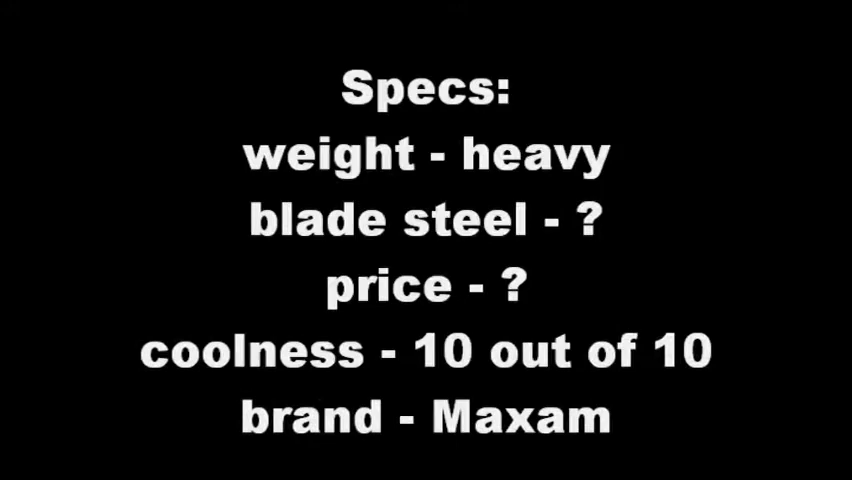 Specs:
weight - heavy
blade steel - ?
price - ?
coolness - 10 out of 10
brand - Maxam